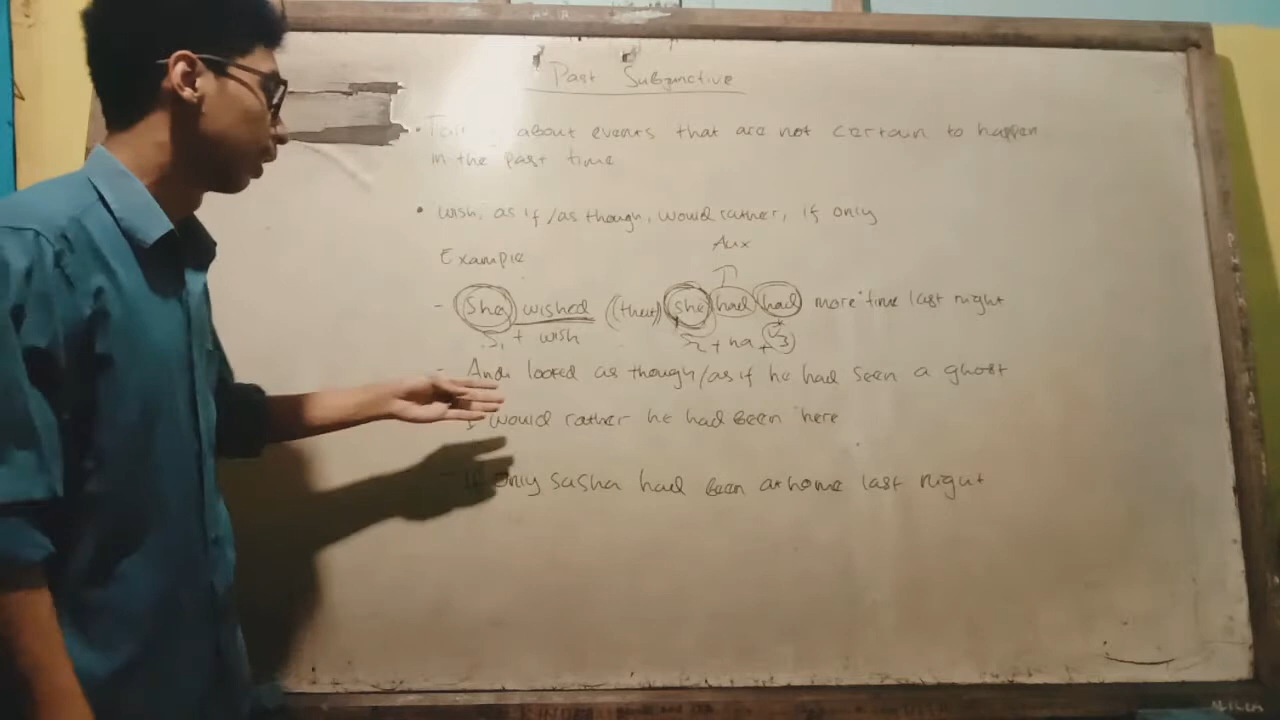 Past Subjunctive
• about events that are not certain to happen
in the past time
• wish, as if /as though, would rather, if only
Aux
Example
- She wished (that) she had had more time last night
S1 + wish S2 + had + V3
- Andi looked as though/as if he had seen a ghost
I would rather he had been here
- If only Sasha had been at home last night